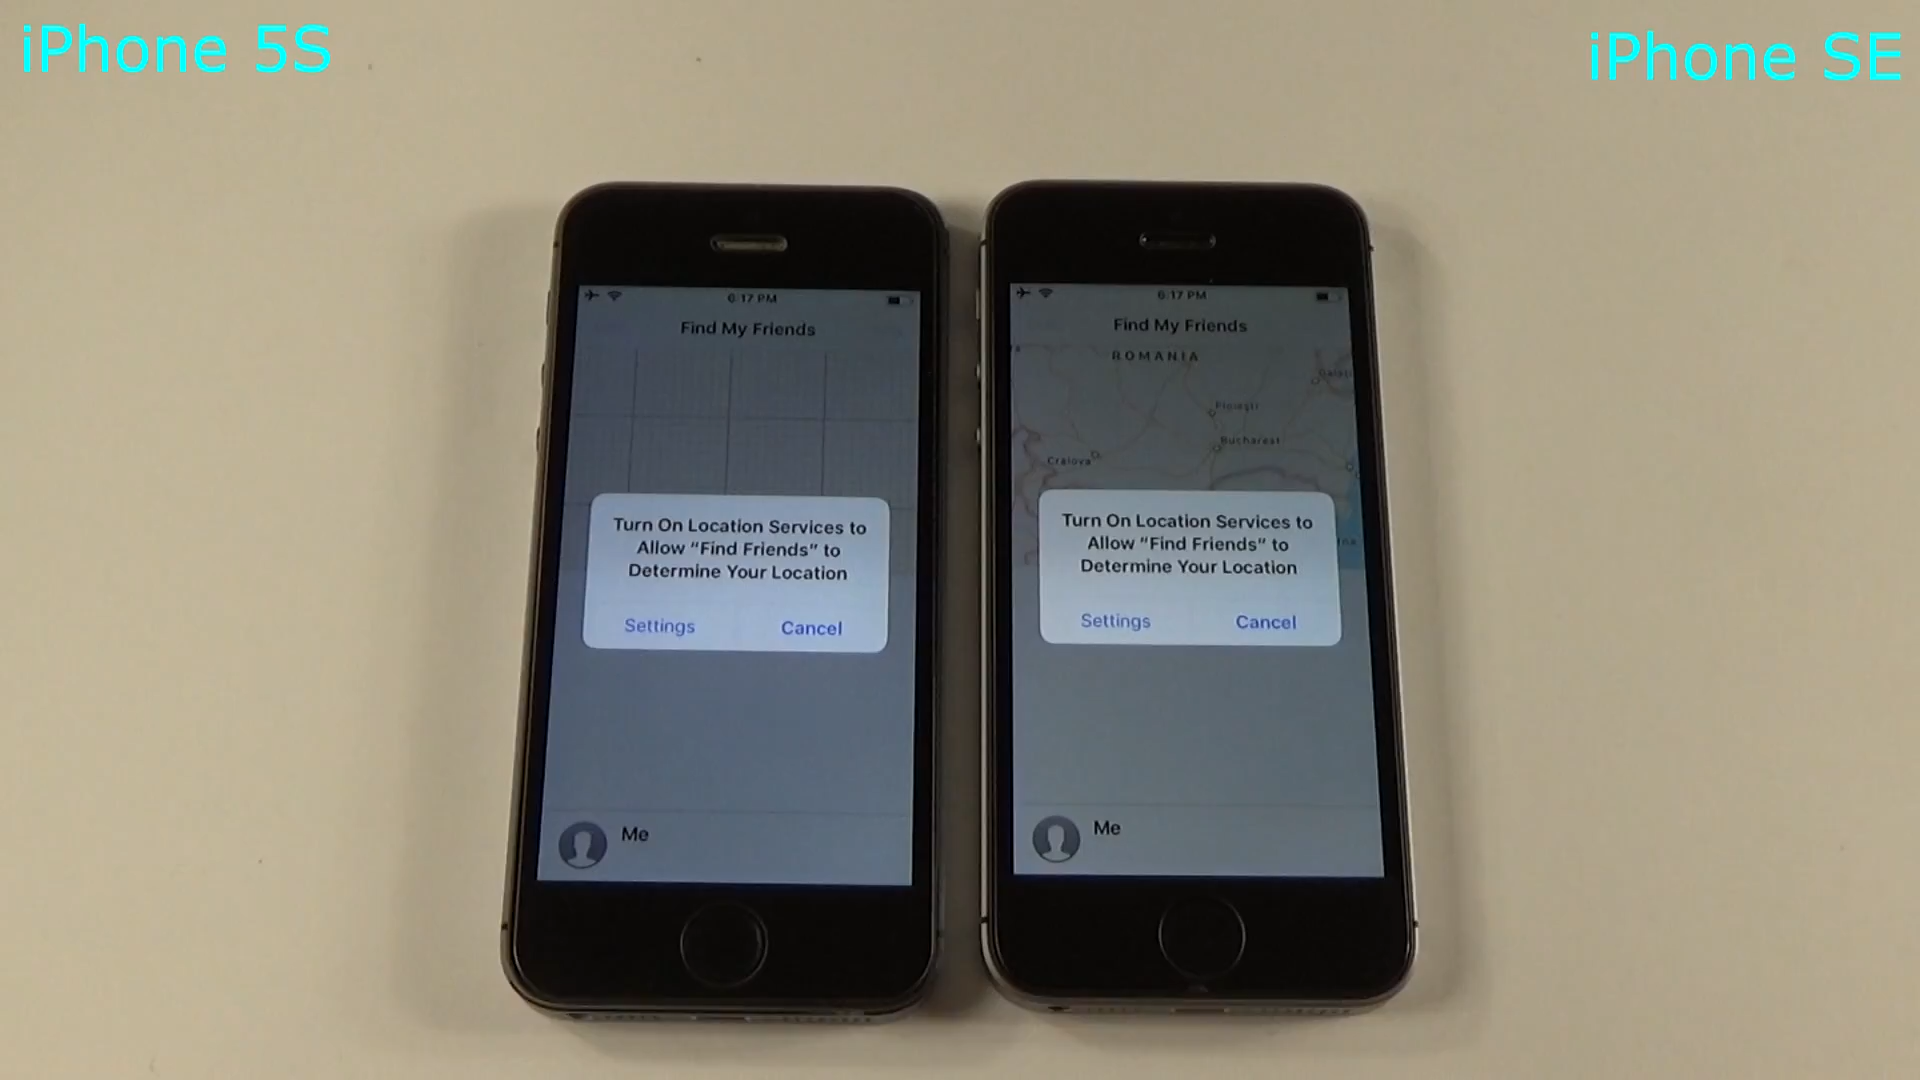 iPhone 5S
iPhone SE
6:17 PM
Find My Friends
Turn On Location Services to
Allow “Find Friends” to
Determine Your Location
Settings
Cancel
Me
6:17 PM
Find My Friends
ROMANIA
Galati
Ploiești
Bucharest
Craiova
Turn On Location Services to
Allow “Find Friends” to
Determine Your Location
Settings
Cancel
Me